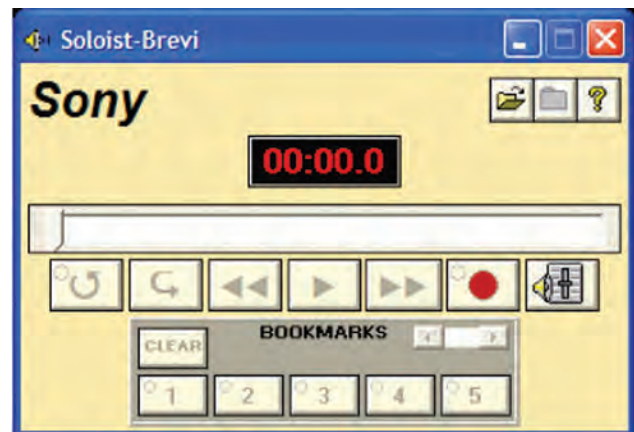 Soloist-Brevi
Sony
?
00:00.0
BOOKMARKS
CLEAR
1 2 3 4 5